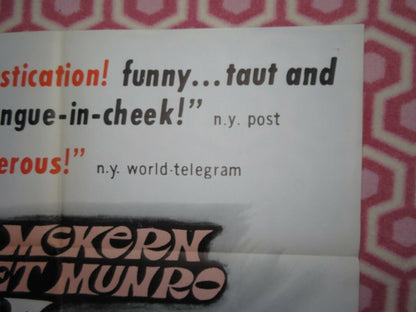 stication! funny...taut and
ngue-in-cheek!” n.y. post
erous!” n.y. world-telegram
McKERN
ET MUNRO